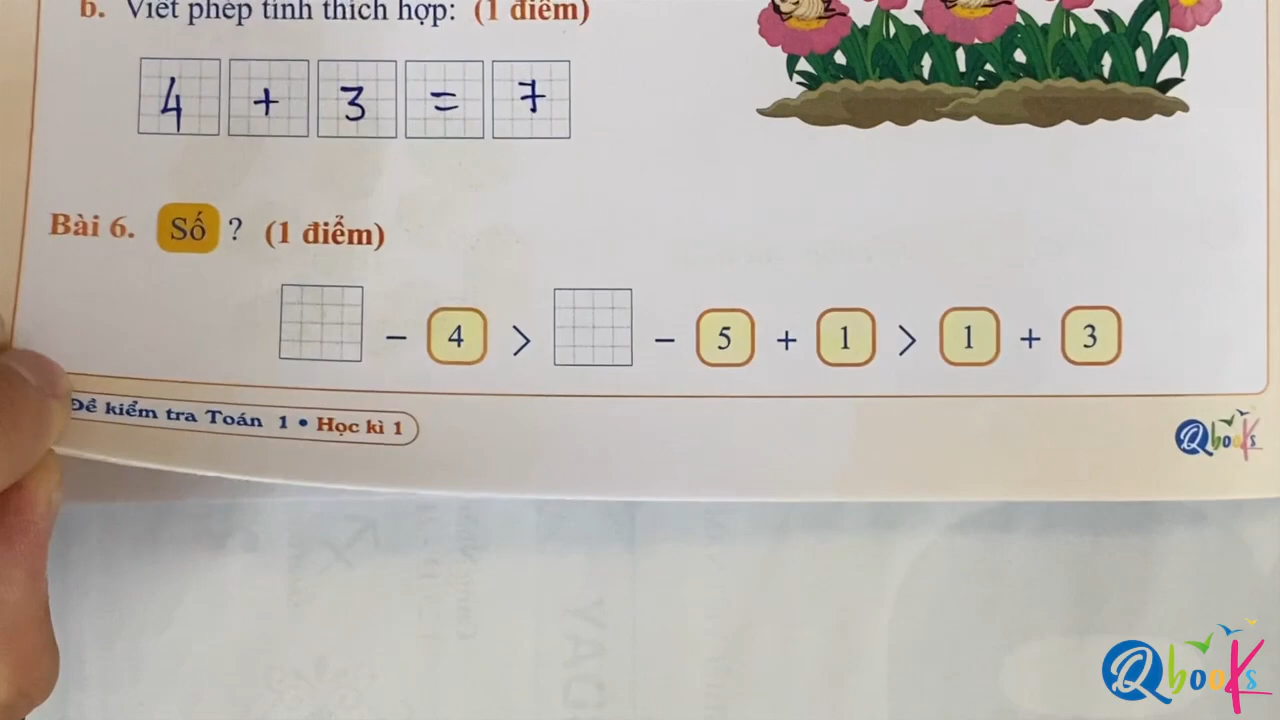 b. Viết phép tính thích hợp: (1 điểm)
4 + 3 = 7
Bài 6. Số ? (1 điểm)
- 4 > - 5 + 1 > 1 + 3
Đề kiểm tra Toán 1 • Học kì 1
Qbooks
Qbooks